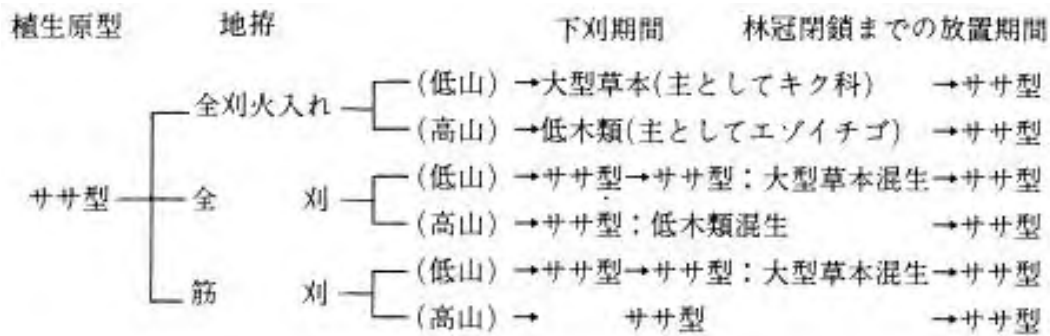 植生原型 地拵 下刈期間 林冠閉鎖までの放置期間
(低山) →大型草本(主としてキク科) →ササ型
全刈火入れ
(高山) →低木類(主としてエゾイチゴ) →ササ型
(低山) →ササ型→ササ型：大型草本混生→ササ型
ササ型 全 刈
(高山) →ササ型：低木類混生 →ササ型
(低山) →ササ型→ササ型：大型草本混生→ササ型
筋 刈
(高山) → ササ型 →ササ型